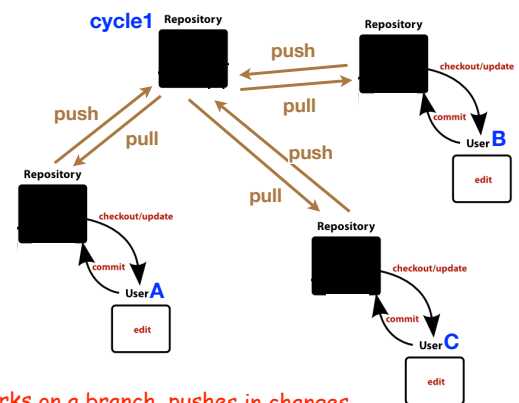 cycle1
Repository
Repository
push
pull
checkout/update
commit
User B
edit
push
pull
push
pull
Repository
checkout/update
commit
User A
edit
Repository
checkout/update
commit
User C
edit
on a branch, pushes in changes